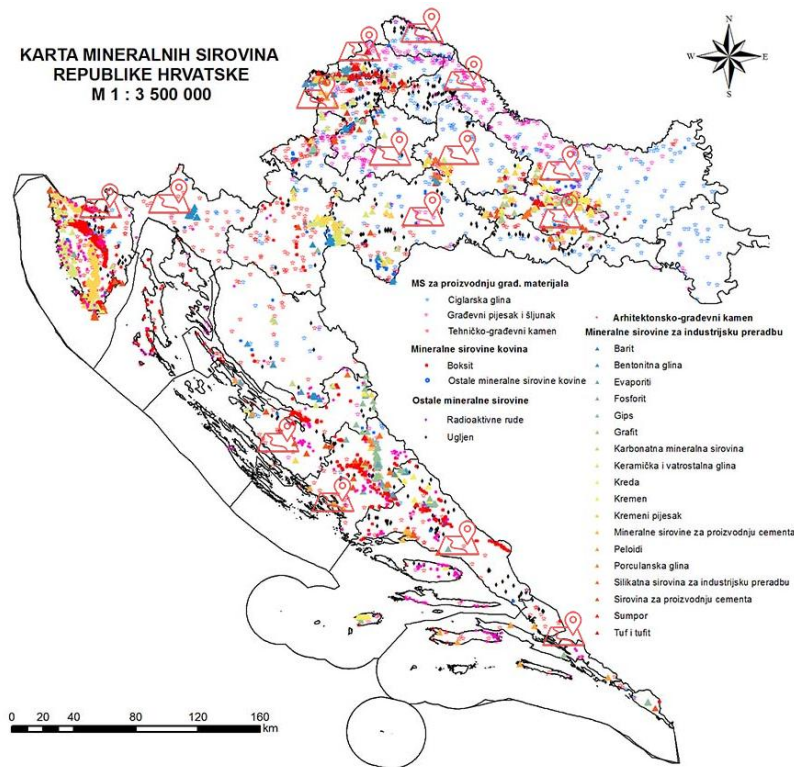 KARTA MINERALNIH SIROVINA
REPUBLIKE HRVATSKE
M 1 : 3 500 000
N
W
E
S
MS za proizvodnju građ. materijala
Ciglarska glina
Građevni pijesak i šljunak
Tehničko-građevni kamen
Mineralne sirovine kovina
Boksit
Ostale mineralne sirovine kovine
Ostale mineralne sirovine
Radioaktivne rude
Ugljen
Arhitektonsko-građevni kamen
Mineralne sirovine za industrijsku preradbu
Barit
Bentonitna glina
Evaporiti
Fosforit
Gips
Grafit
Karbonatna mineralna sirovina
Keramička i vatrostalna glina
Kreda
Kremen
Kremeni pijesak
Mineralne sirovine za proizvodnju cementa
Peloidi
Porculanska glina
Silikatna sirovina za industrijsku preradbu
Sirovina za proizvodnju cementa
Sumpor
Tuf i tufit
0 20 40 80 120 160
km